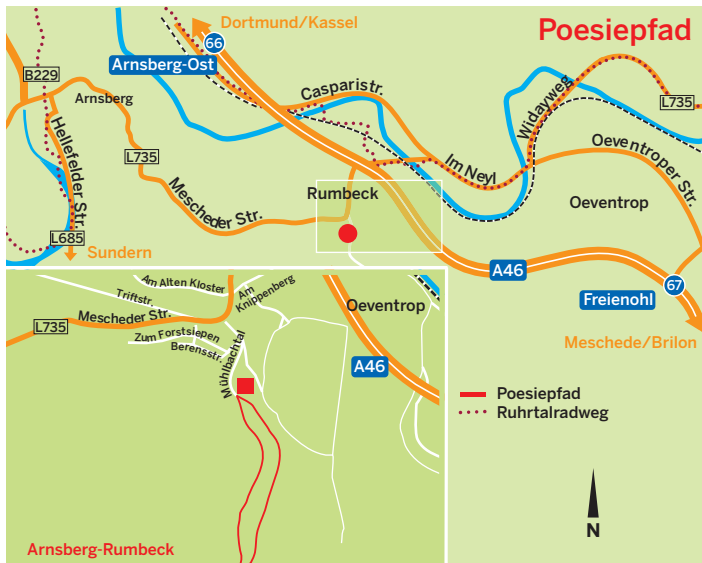 Dortmund/Kassel
Poesiepfad
66
Arnsberg-Ost
B229
Casparistr.
Widayweg
Arnsberg
L735
Hellefelder Str.
L735
Im Neyl
Oeventroper Str.
Mescheder Str.
Rumbeck
Oeventrop
L685
Sundern
A46
67
Freienohl
Meschede/Brilon
Am Alten Kloster
Am Knippenberg
Triftstr.
Oeventrop
Mescheder Str.
L735
Zum Forstsiepen
Berensstr.
Mühlbachtal
A46
Poesiepfad
Ruhrtalradweg
N
Arnsberg-Rumbeck